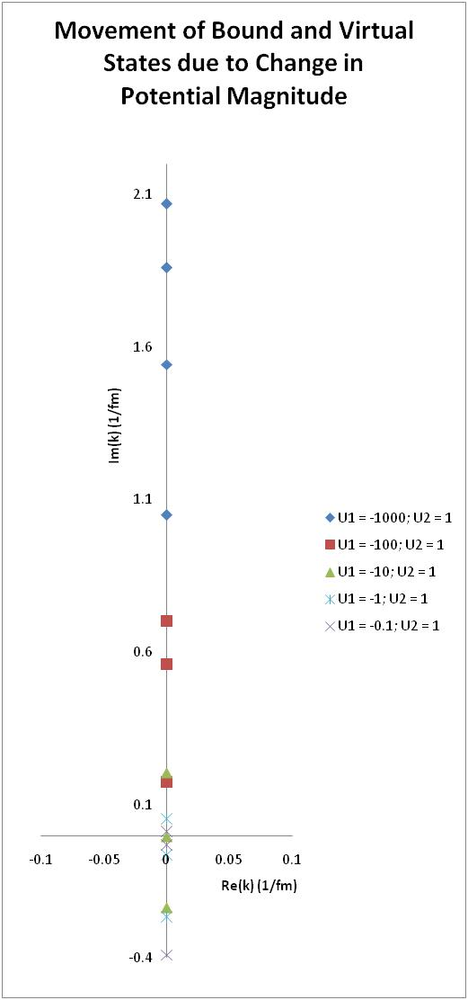 Movement of Bound and Virtual
States due to Change in
Potential Magnitude
2.1
1.6
Im(k) (1/fm)
1.1
U1 = -1000; U2 = 1
U1 = -100; U2 = 1
U1 = -10; U2 = 1
U1 = -1; U2 = 1
U1 = -0.1; U2 = 1
0.6
0.1
-0.1 -0.05 0 0.05 0.1
Re(k) (1/fm)
-0.4